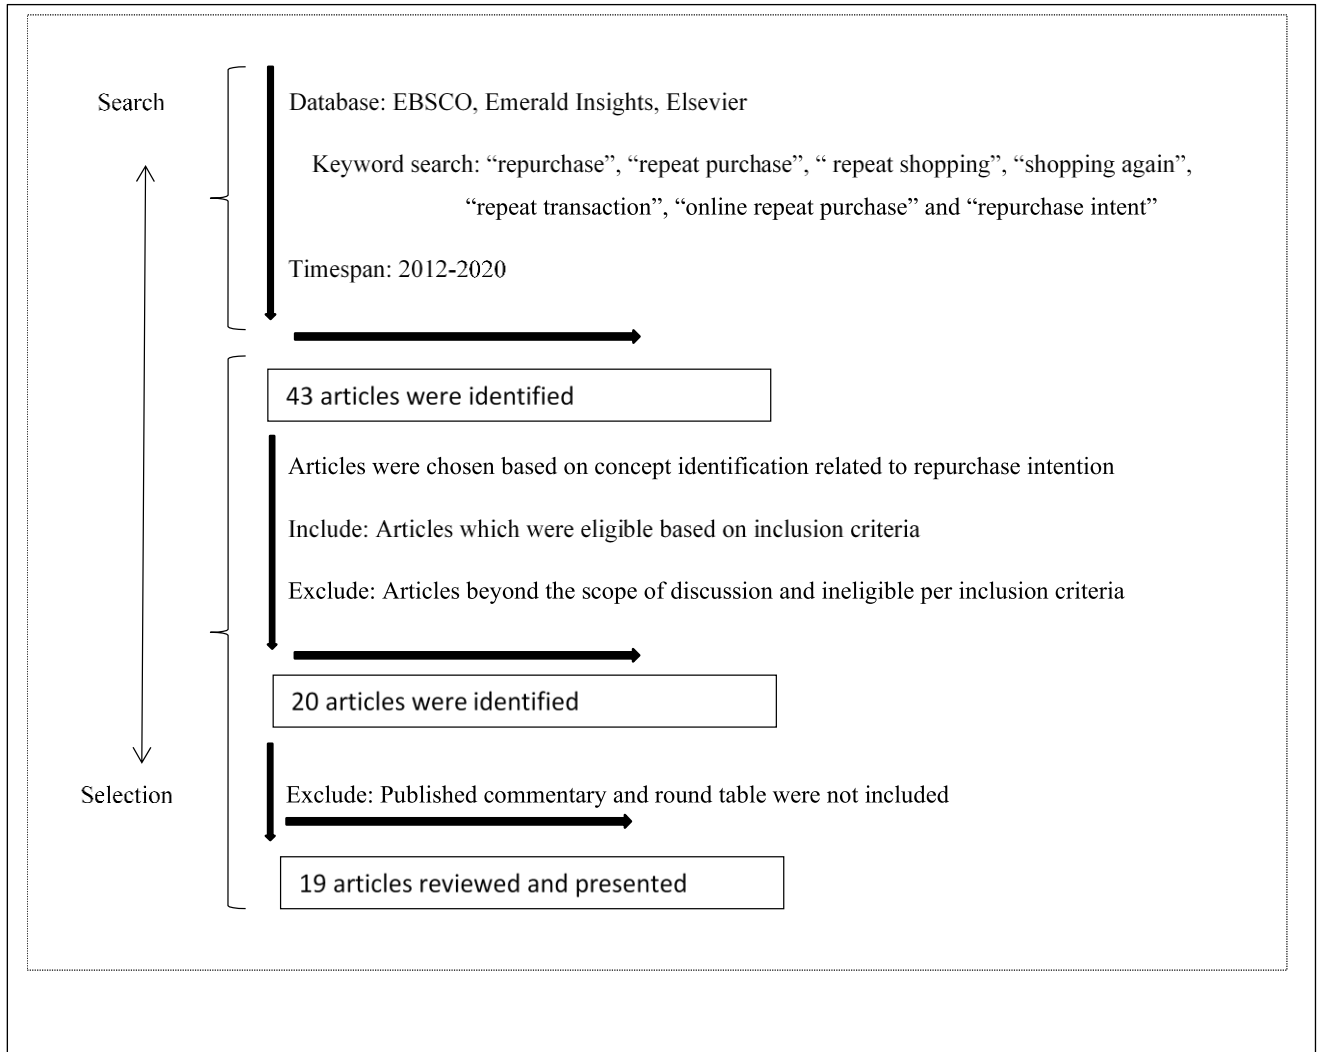 Search
Database: EBSCO, Emerald Insights, Elsevier
Keyword search: “repurchase”, “repeat purchase”, “ repeat shopping”, “shopping again”,
“repeat transaction”, “online repeat purchase” and “repurchase intent”
Timespan: 2012-2020
43 articles were identified
Articles were chosen based on concept identification related to repurchase intention
Include: Articles which were eligible based on inclusion criteria
Exclude: Articles beyond the scope of discussion and ineligible per inclusion criteria
20 articles were identified
Selection
Exclude: Published commentary and round table were not included
19 articles reviewed and presented